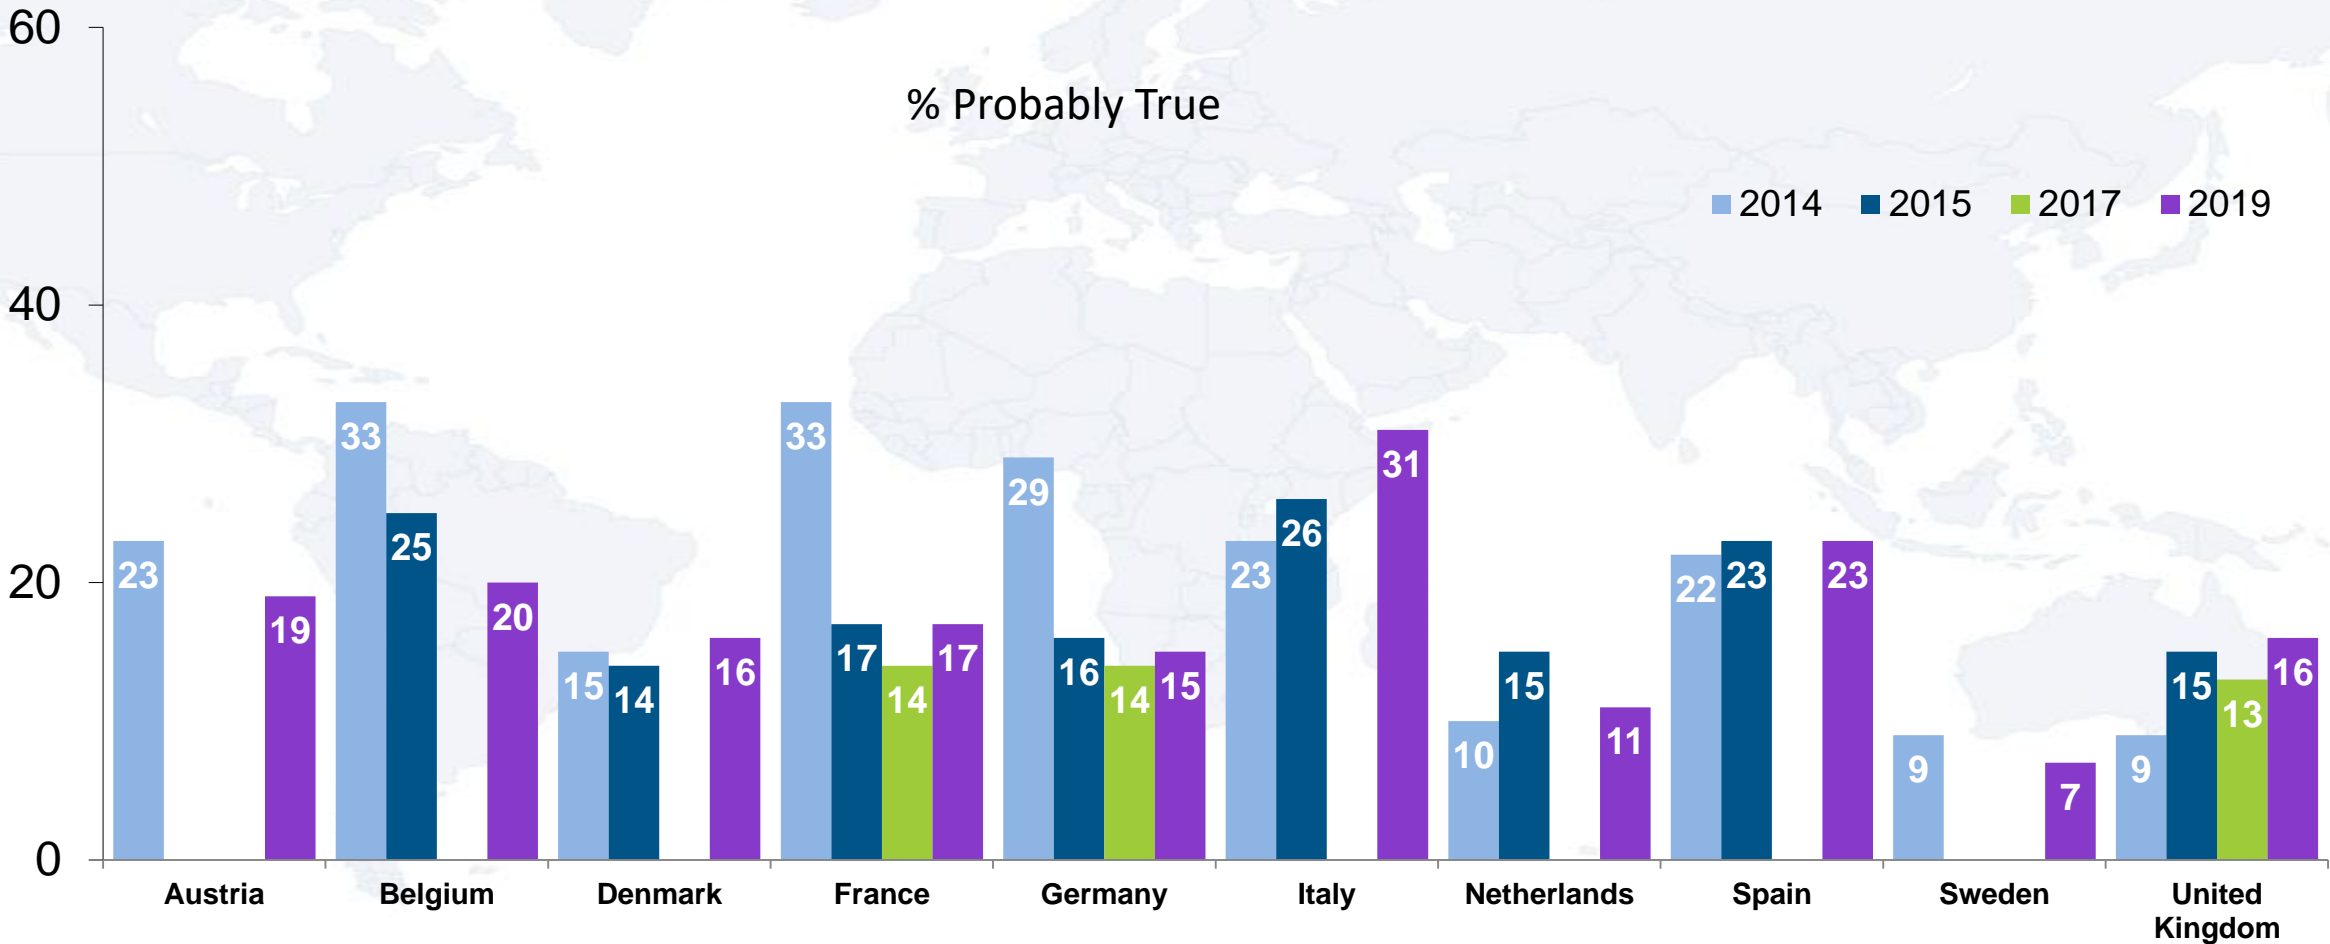 % Probably True
2014 2015 2017 2019
60
40
20
0
23 19
33 25 20
15 14 16
33 17 14 17
29 16 14 15
23 26 31
10 15 11
22 23 23
9 7
9 15 13 16
Austria Belgium Denmark France Germany Italy Netherlands Spain Sweden United
Kingdom